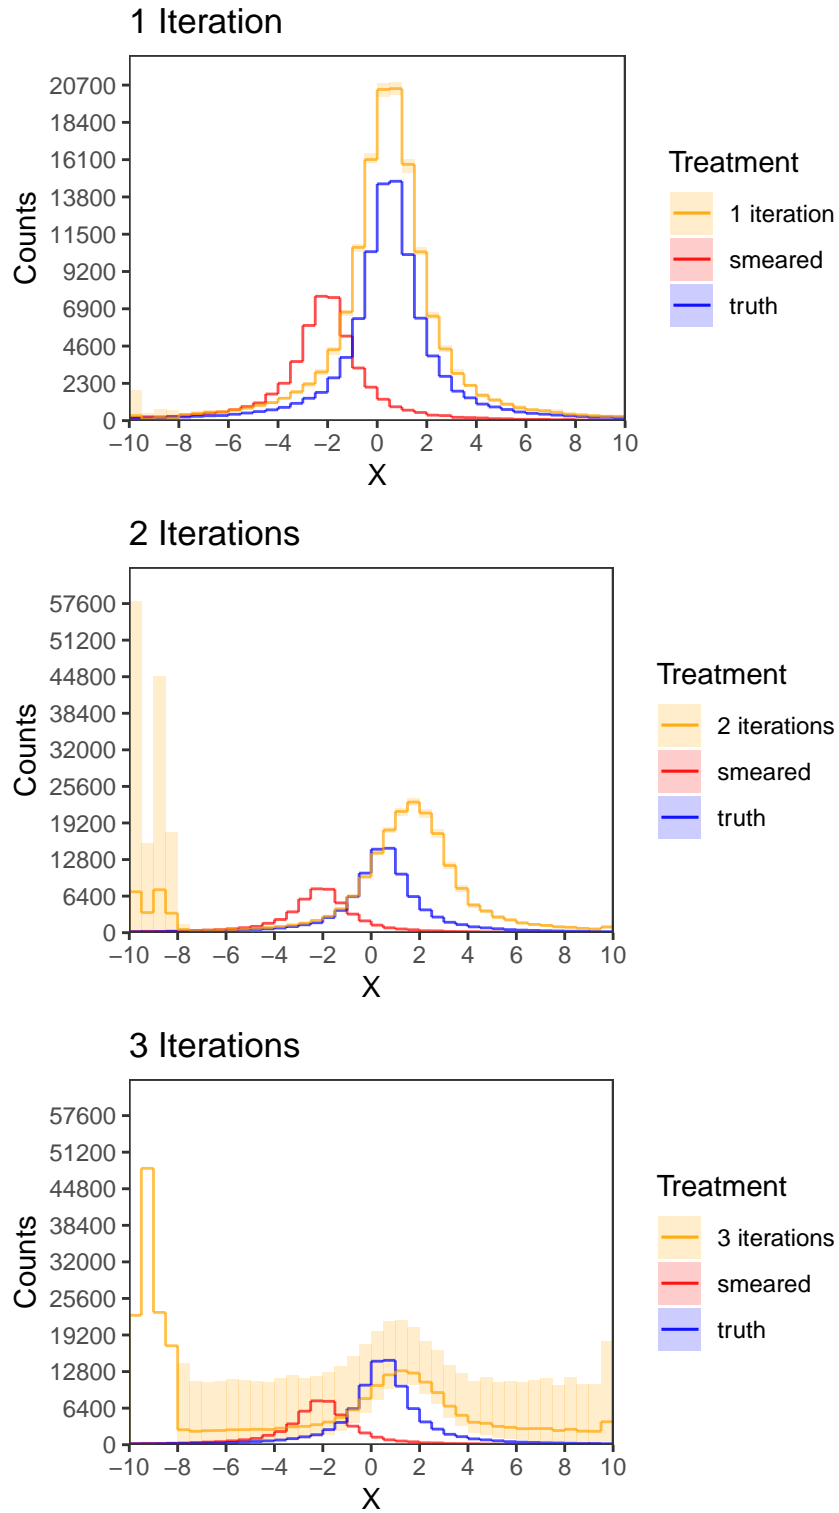 1 Iteration
20700
18400
16100
13800
11500
9200
6900
4600
2300
0
Counts
−10 −8 −6 −4 −2 0 2 4 6 8 10
X
Treatment
1 iteration
smeared
truth
2 Iterations
57600
51200
44800
38400
32000
25600
19200
12800
6400
0
Counts
−10 −8 −6 −4 −2 0 2 4 6 8 10
X
Treatment
2 iterations
smeared
truth
3 Iterations
57600
51200
44800
38400
32000
25600
19200
12800
6400
0
Counts
−10 −8 −6 −4 −2 0 2 4 6 8 10
X
Treatment
3 iterations
smeared
truth